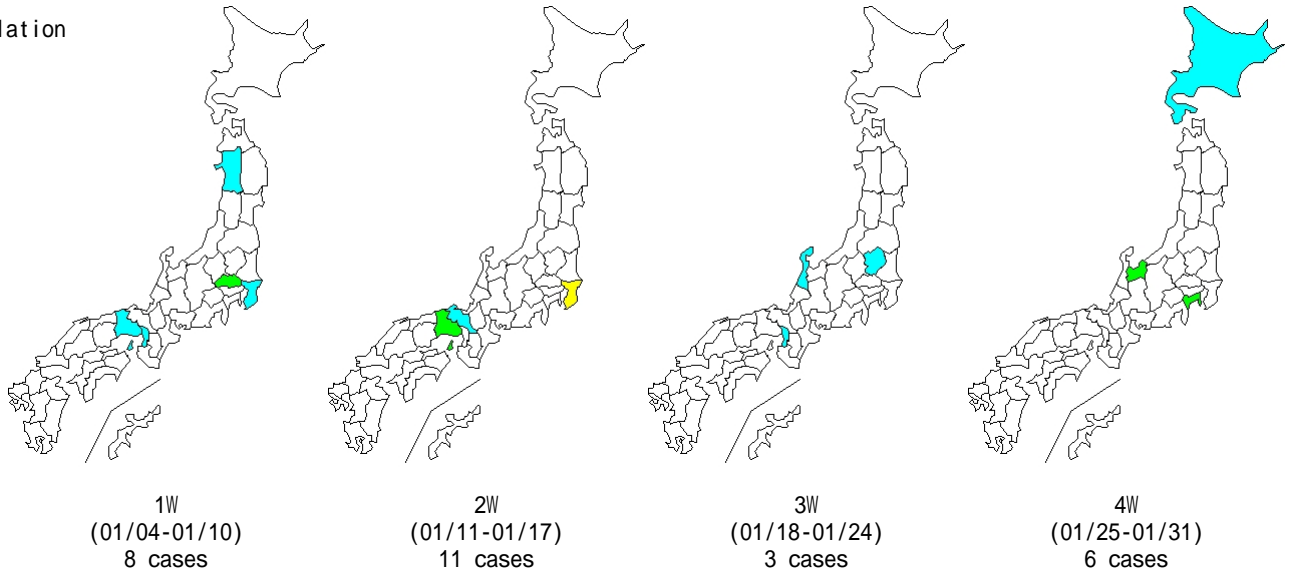 lation
1W
(01/04-01/10)
8 cases
2W
(01/11-01/17)
11 cases
3W
(01/18-01/24)
3 cases
4W
(01/25-01/31)
6 cases